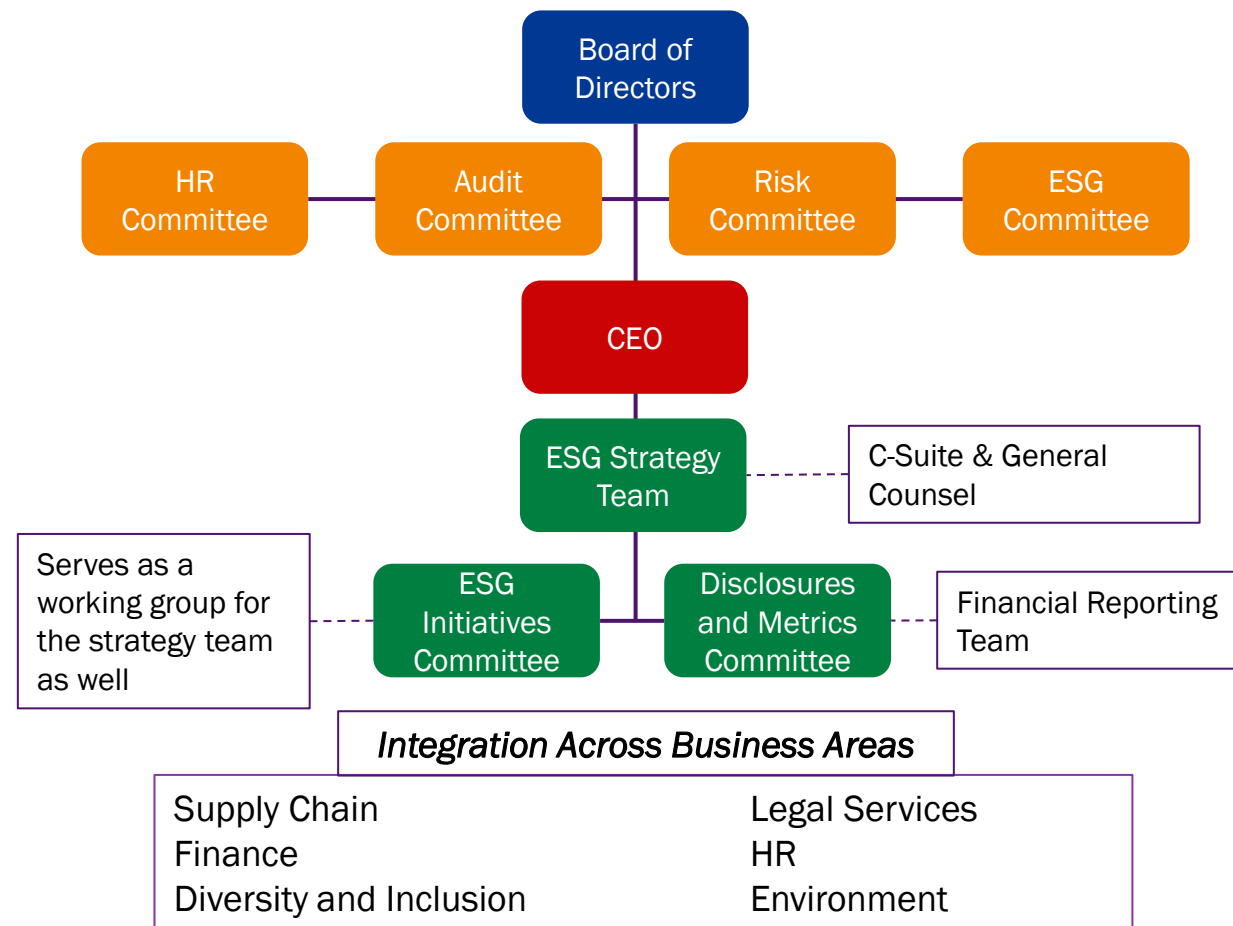 Board of
Directors
HR
Committee
Audit
Committee
Risk
Committee
ESG
Committee
CEO
ESG Strategy
Team
C-Suite & General
Counsel
Serves as a
working group for
the strategy team
as well
ESG
Initiatives
Committee
Disclosures
and Metrics
Committee
Financial Reporting
Team
Integration Across Business Areas
Supply Chain
Finance
Diversity and Inclusion
Legal Services
HR
Environment